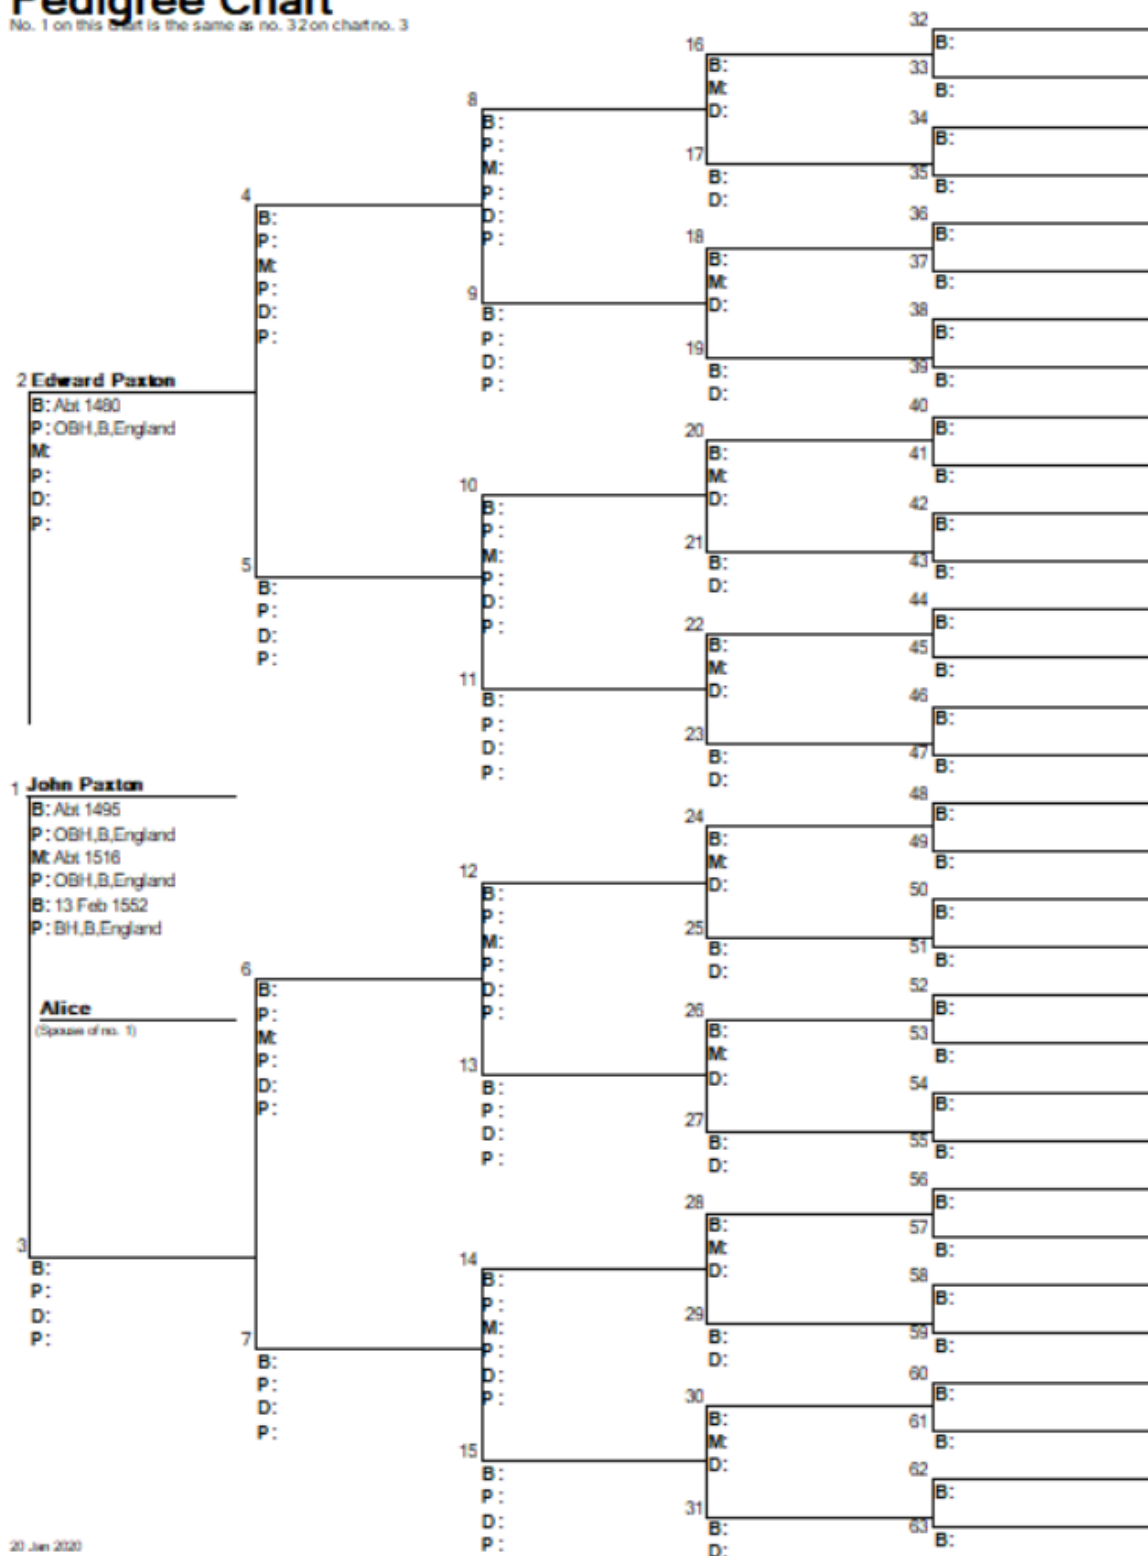 Pedigree Chart
No. 1 on this chart is the same as no. 32 on chart no. 3
2 Edward Paxton
B: Abt 1480
P: OBH,B,England
M:
P:
D:
P:
1 John Paxton
B: Abt 1495
P: OBH,B,England
M: Abt 1516
P: OBH,B,England
B: 13 Feb 1552
P: BH,B,England
Alice
(Spouse of no. 1)
3
B:
P:
D:
P:
4
B:
P:
M:
P:
D:
P:
5
B:
P:
D:
P:
6
B:
P:
M:
P:
D:
P:
7
B:
P:
D:
P:
8
B:
P:
M:
P:
D:
P:
9
B:
P:
D:
P:
10
B:
P:
M:
P:
D:
P:
11
B:
P:
D:
P:
12
B:
P:
M:
P:
D:
P:
13
B:
P:
D:
P:
14
B:
P:
M:
P:
D:
P:
15
B:
P:
D:
P:
16
B:
M:
D:
17
B:
D:
18
B:
M:
D:
19
B:
D:
20
B:
M:
D:
21
B:
D:
22
B:
M:
D:
23
B:
D:
24
B:
M:
D:
25
B:
D:
26
B:
M:
D:
27
B:
D:
28
B:
M:
D:
29
B:
D:
30
B:
M:
D:
31
B:
D:
32
B:
33
B:
34
B:
35
B:
36
B:
37
B:
38
B:
39
B:
40
B:
41
B:
42
B:
43
B:
44
B:
45
B:
46
B:
47
B:
48
B:
49
B:
50
B:
51
B:
52
B:
53
B:
54
B:
55
B:
56
B:
57
B:
58
B:
59
B:
60
B:
61
B:
62
B:
63
B:
20 Jan 2020